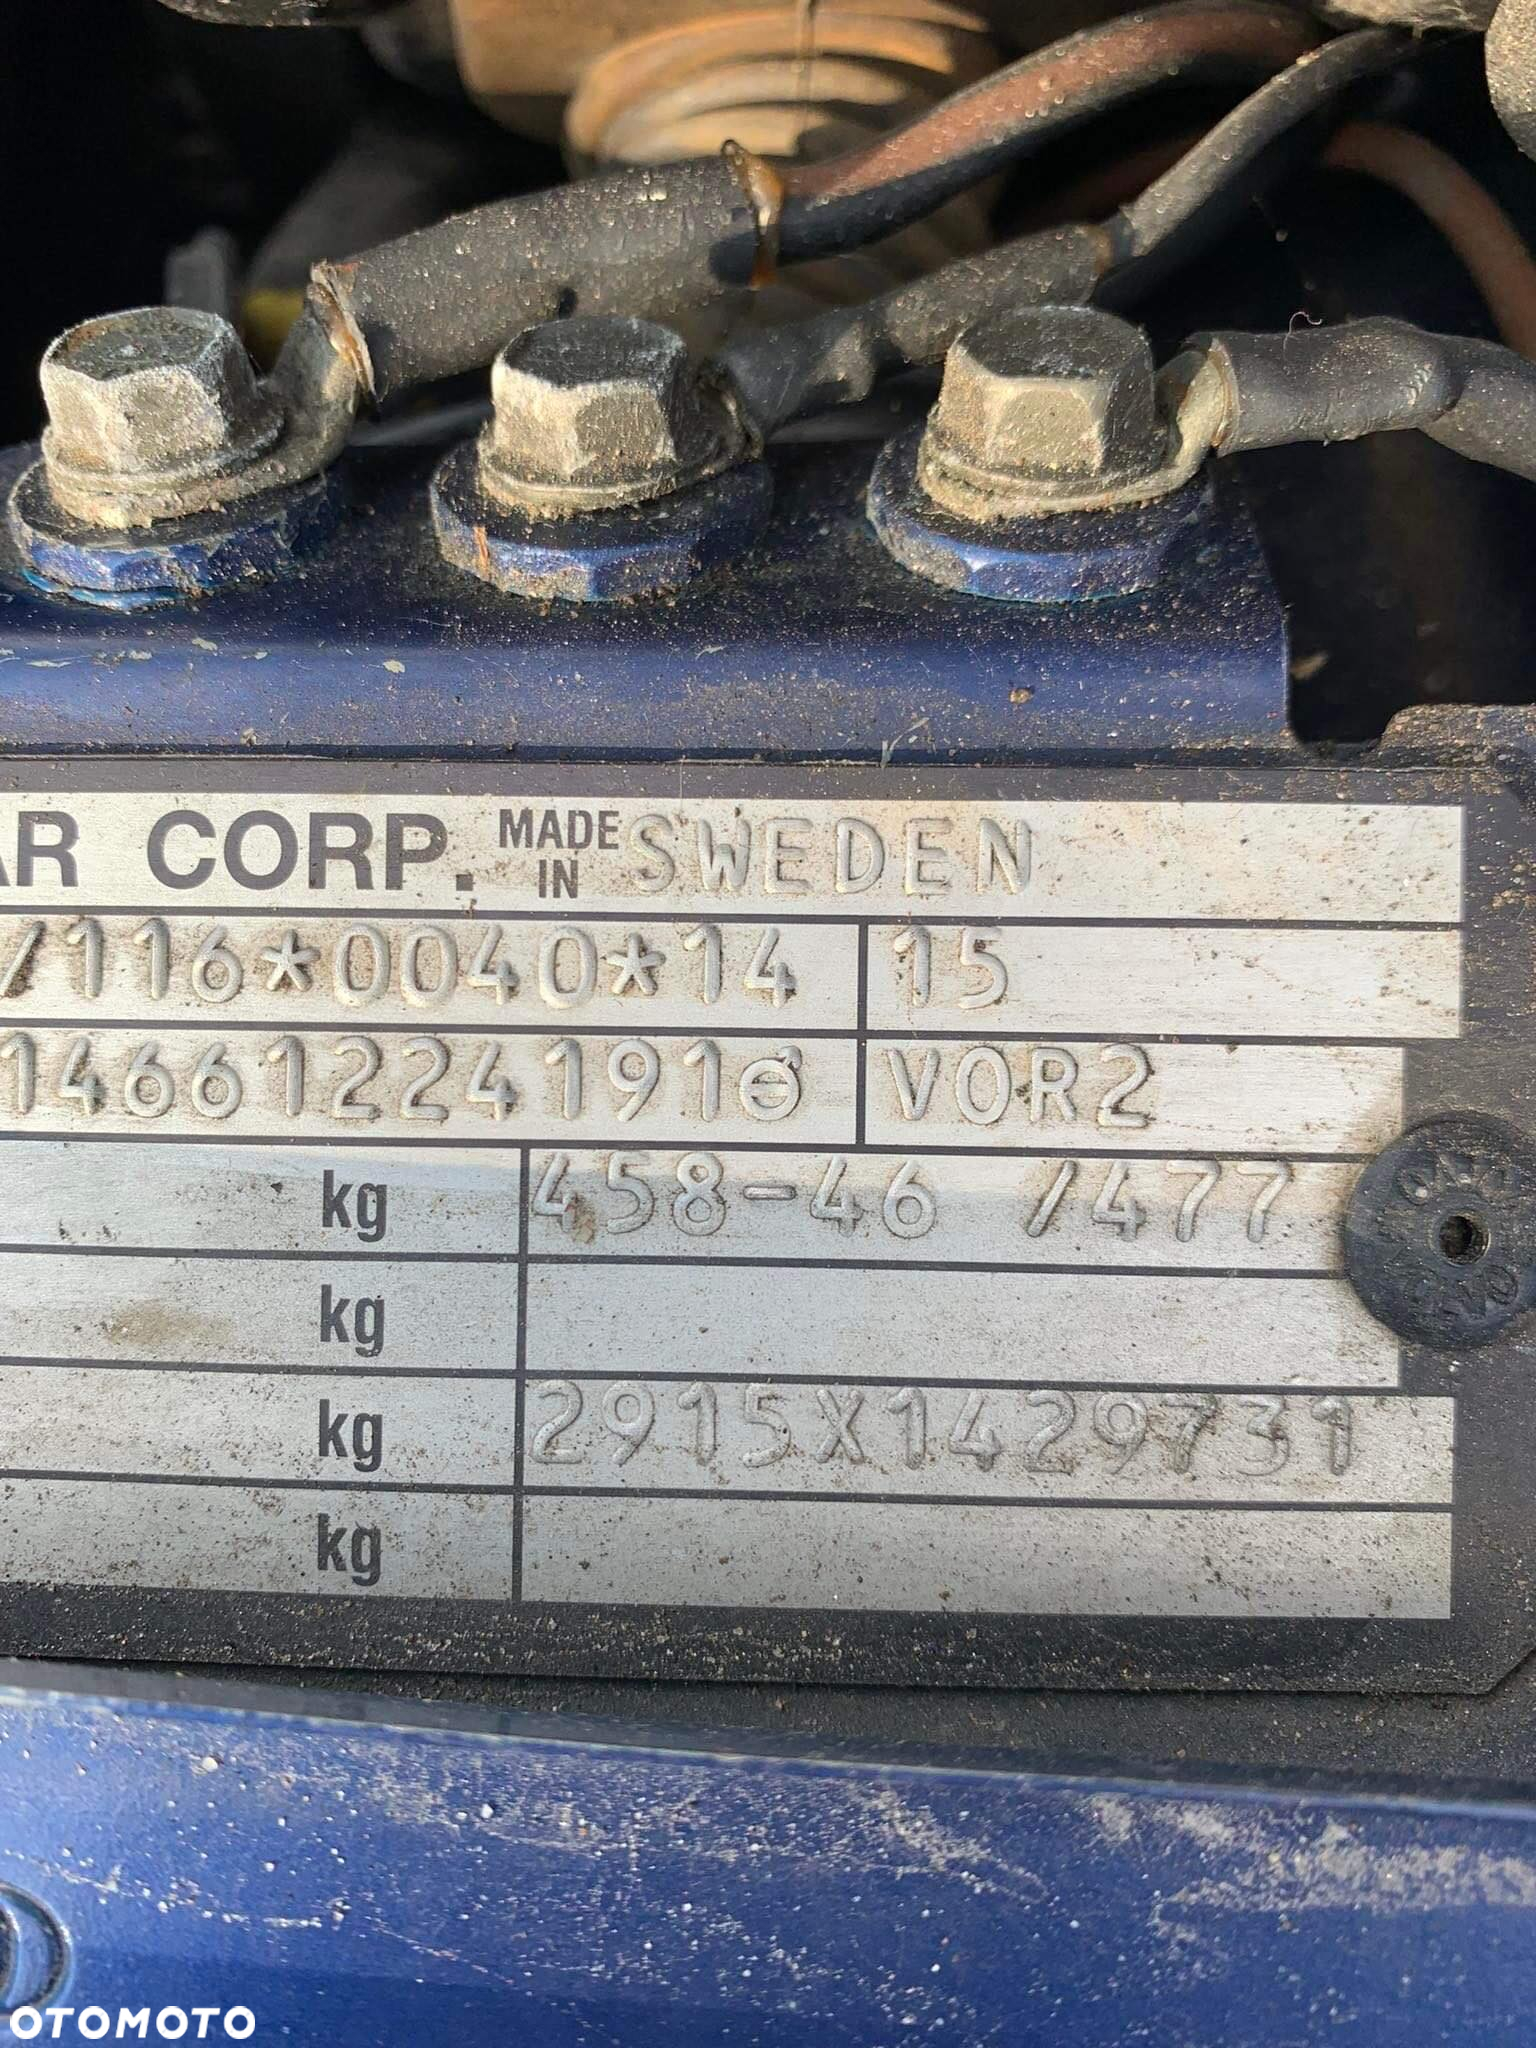 AR CORP. MADE IN SWEDEN
/116*0040*14 15
14661224191 VOR2
kg 458-46 /477
kg
kg 2915X1429731
kg
OTOMOTO